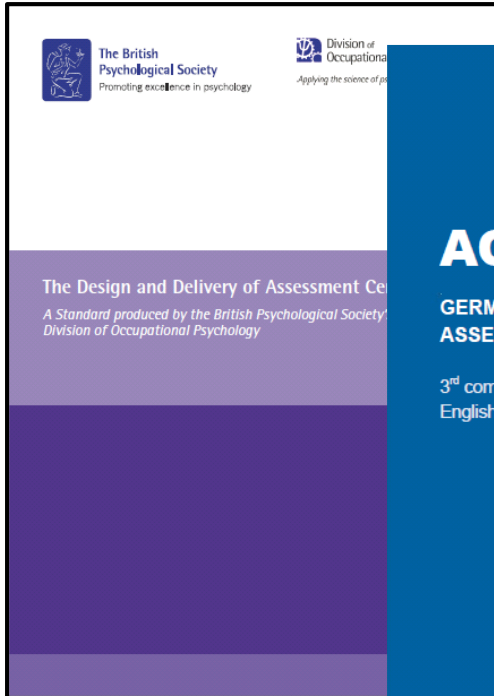 The British
Psychological Society
Promoting excellence in psychology
Division of
Occupationa
Applying the science of ps
The Design and Delivery of Assessment Ce
A Standard produced by the British Psychological Society'
Division of Occupational Psychology
AC
GERM
ASSE
3rd com
English